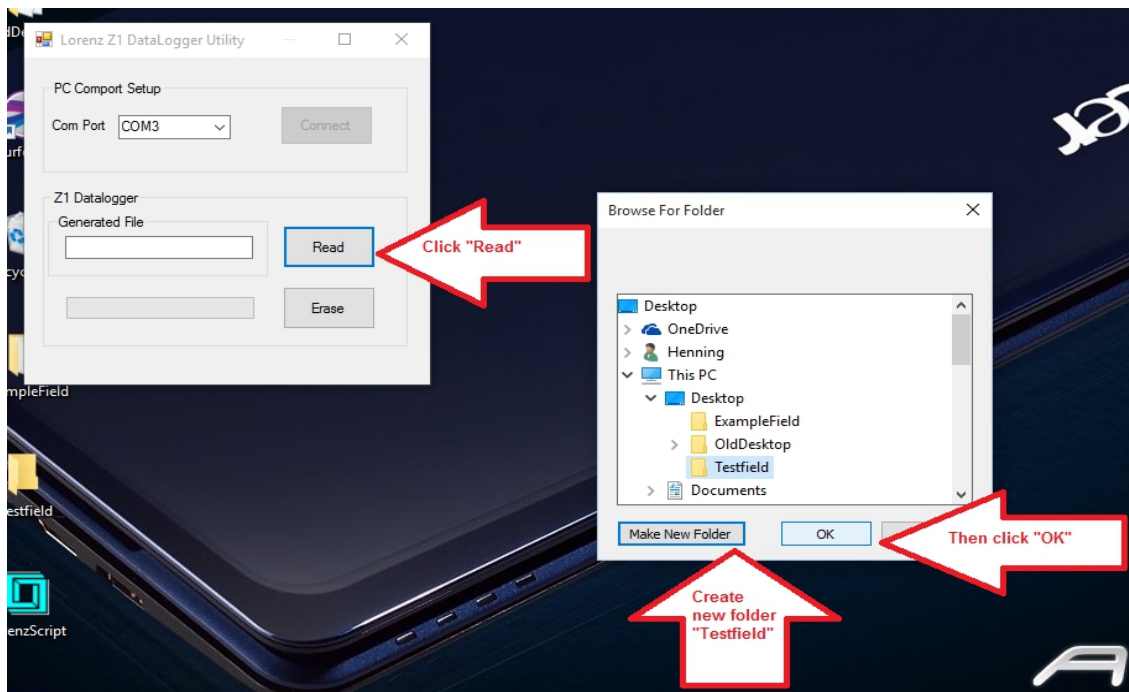 Lorenz Z1 DataLogger Utility
PC Comport Setup
Com Port COM3
Connect
Z1 Datalogger
Generated File
Read
Erase
Click "Read"
Browse For Folder
Desktop
OneDrive
Henning
This PC
Desktop
ExampleField
OldDesktop
Testfield
Documents
Make New Folder
OK
Then click "OK"
Create
new folder
"Testfield"
mpleField
estfield
enzScript